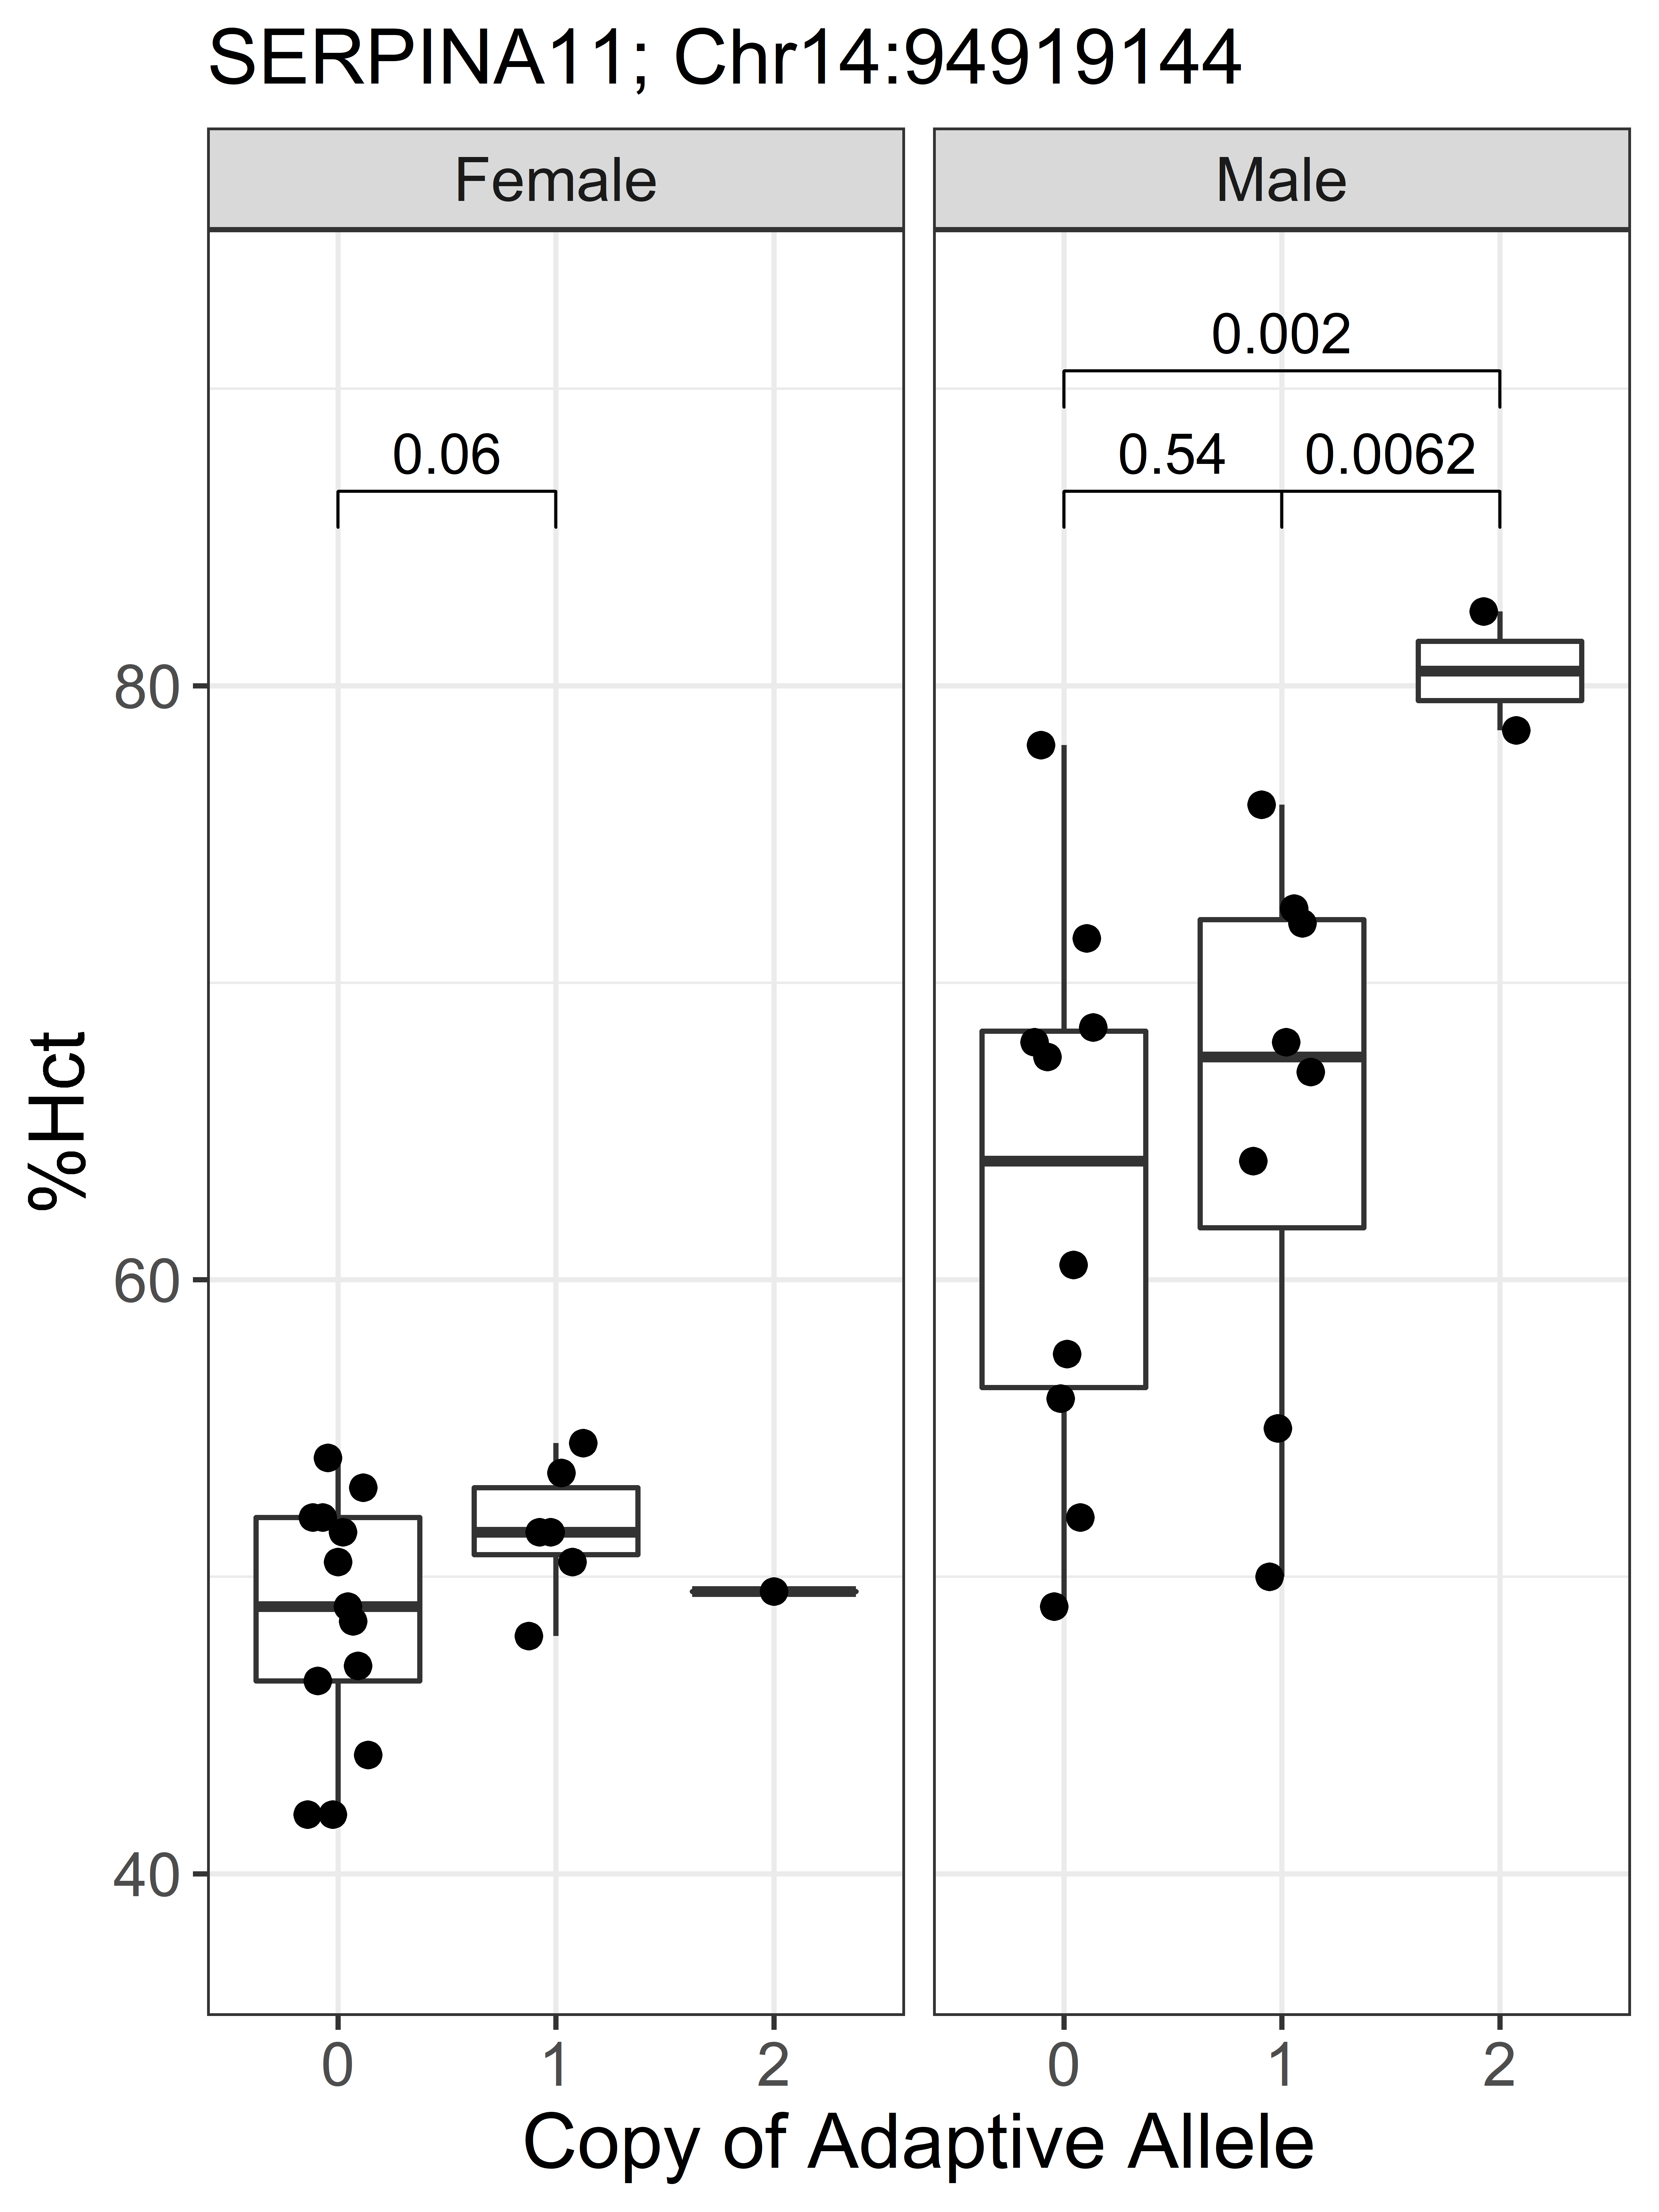 SERPINA11; Chr14:94919144
Female
Male
0.002
0.06
0.54
0.0062
80
60
40
%Hct
0
1
2
0
1
2
Copy of Adaptive Allele